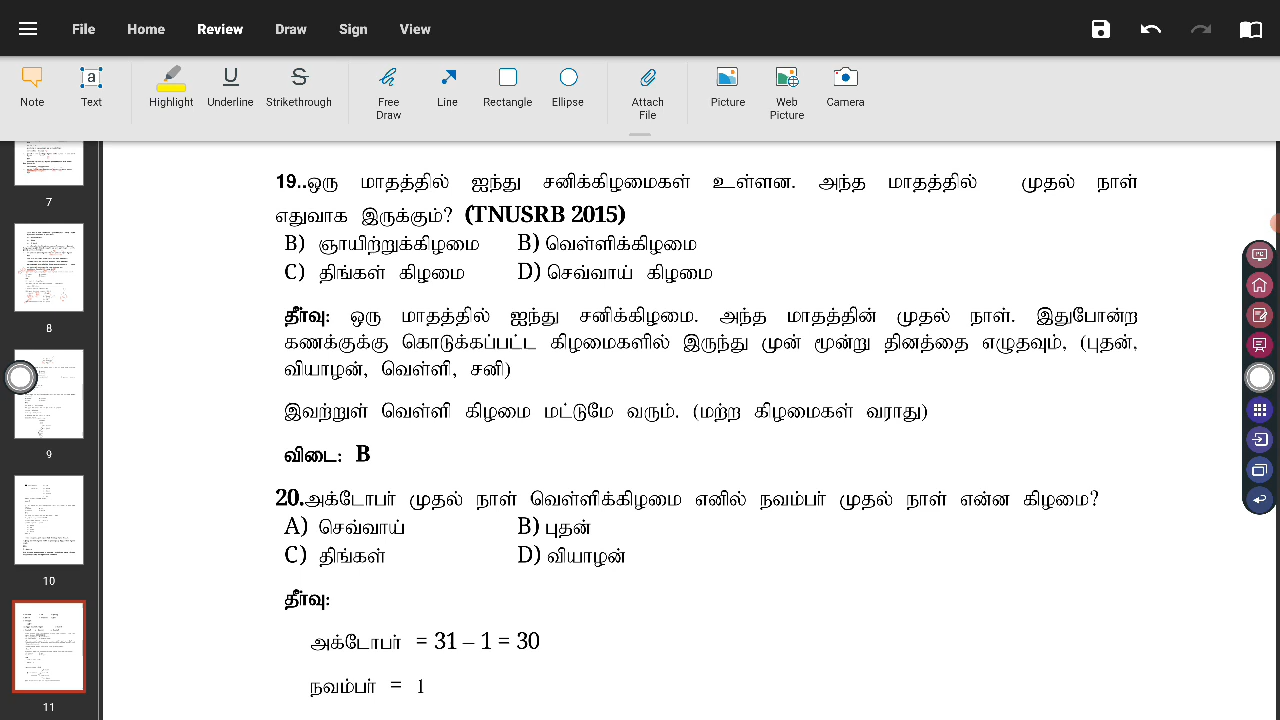 File Home Review Draw Sign View
Note Text Highlight Underline Strikethrough Free Draw Line Rectangle Ellipse Attach File Picture Web Picture Camera
7
8
9
10
11
19..ஒரு மாதத்தில் ஐந்து சனிக்கிழமைகள் உள்ளன. அந்த மாதத்தில் முதல் நாள்
எதுவாக இருக்கும்? (TNUSRB 2015)
B) ஞாயிற்றுக்கிழமை B) வெள்ளிக்கிழமை
C) திங்கள் கிழமை D) செவ்வாய் கிழமை
தீர்வு: ஒரு மாதத்தில் ஐந்து சனிக்கிழமை. அந்த மாதத்தின் முதல் நாள். இதுபோன்ற
கணக்குக்கு கொடுக்கப்பட்ட கிழமைகளில் இருந்து முன் மூன்று தினத்தை எழுதவும், (புதன்,
வியாழன், வெள்ளி, சனி)
இவற்றுள் வெள்ளி கிழமை மட்டுமே வரும். (மற்ற கிழமைகள் வராது)
விடை: B
20.அக்டோபர் முதல் நாள் வெள்ளிக்கிழமை எனில் நவம்பர் முதல் நாள் என்ன கிழமை?
A) செவ்வாய் B) புதன்
C) திங்கள் D) வியாழன்
தீர்வு:
அக்டோபர் = 31 – 1 = 30
நவம்பர் = 1